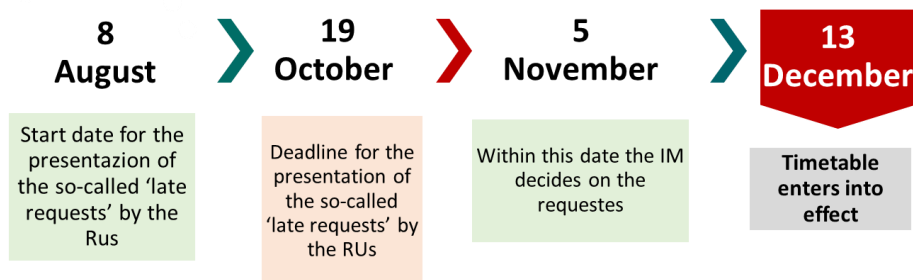 8
August
19
October
5
November
13
December
Start date for the
presentazion of
the so-called ‘late
requests’ by the
Rus
Deadline for the
presentation of
the so-called
‘late requests’ by
the RUs
Within this date the IM
decides on the
requestes
Timetable
enters into
effect